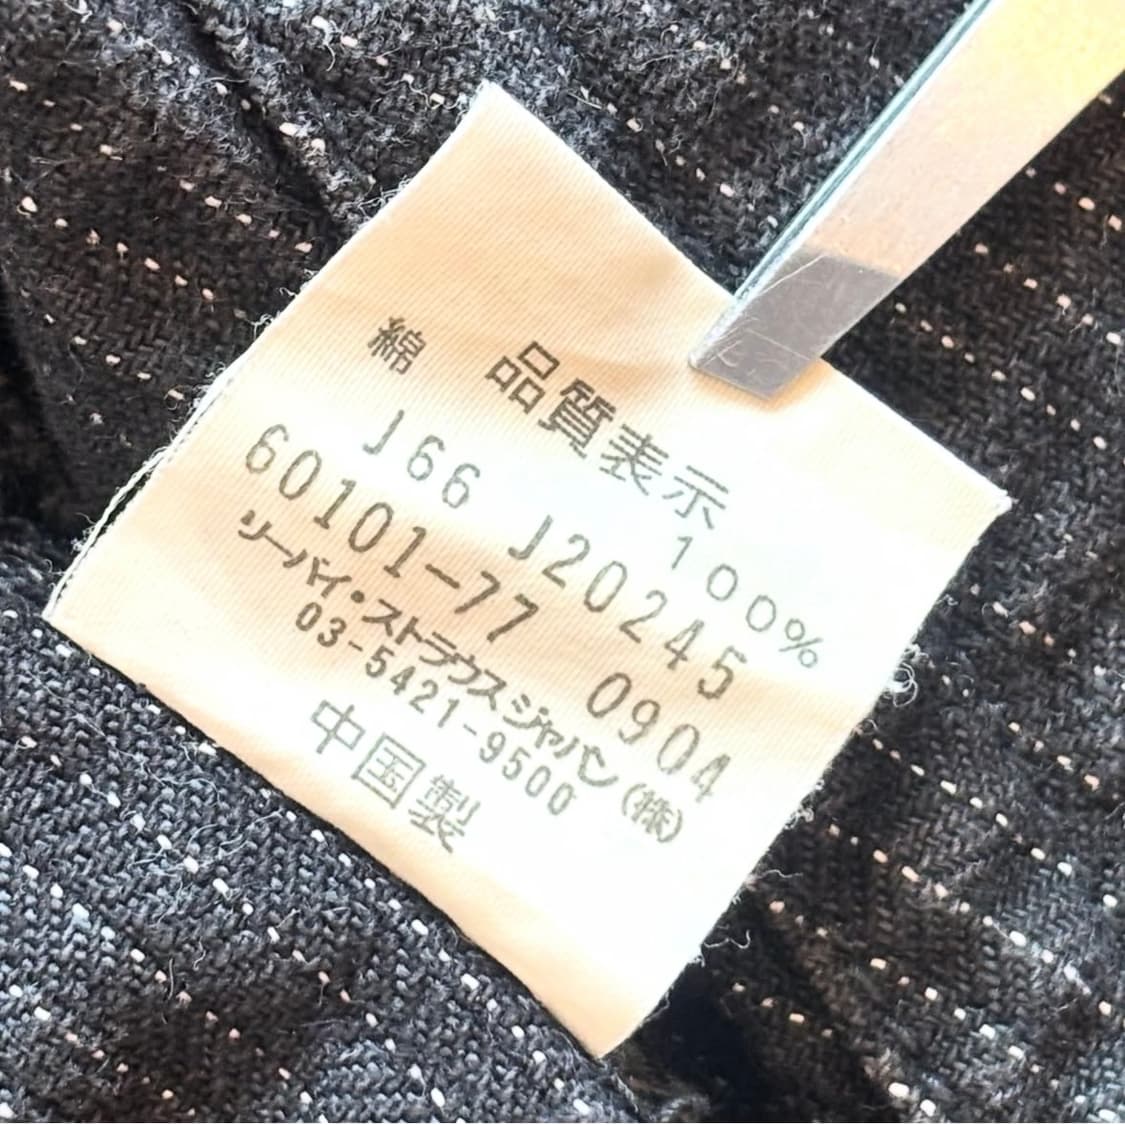 品質表示
綿 100%
J66 J20245
60101-77 0904
リーバイ・ストラウスジャパン(株)
03-5421-9500
中国製